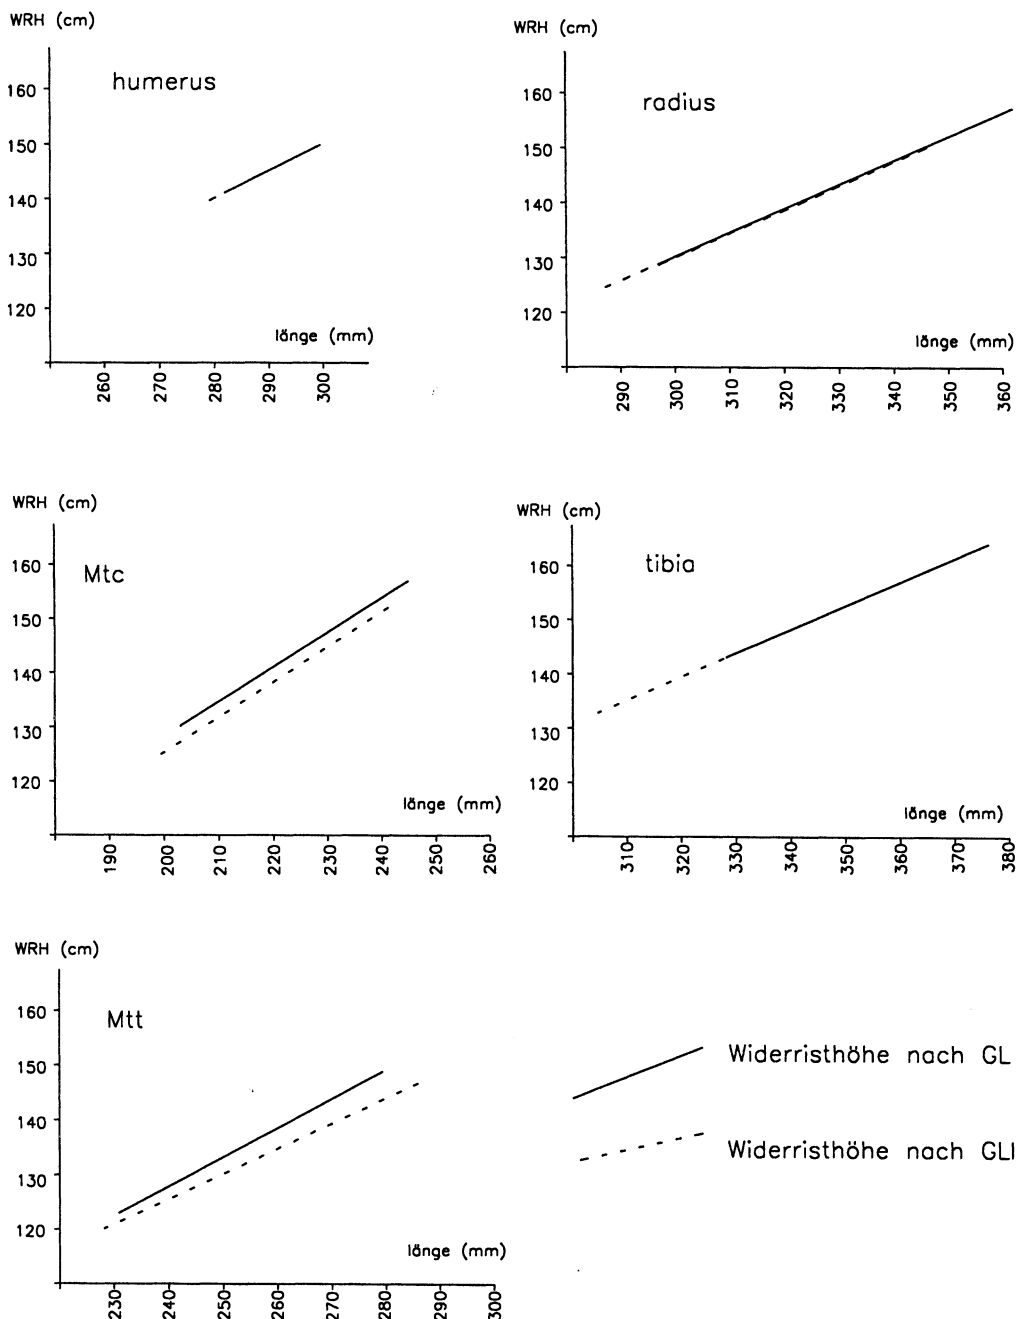 WRH (cm)
humerus
160
150
140
130
120
länge (mm)
260 270 280 290 300
WRH (cm)
radius
160
150
140
130
120
länge (mm)
290 300 310 320 330 340 350 360
WRH (cm)
Mtc
160
150
140
130
120
länge (mm)
190 200 210 220 230 240 250 260
WRH (cm)
tibia
160
150
140
130
120
länge (mm)
310 320 330 340 350 360 370 380
WRH (cm)
Mtt
160
150
140
130
120
länge (mm)
230 240 250 260 270 280 290 300
Widerristhöhe nach GL
Widerristhöhe nach GLI